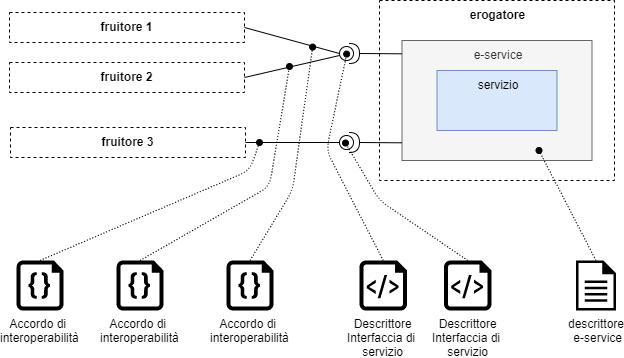 erogatore
fruitore 1
e-service
fruitore 2
servizio
fruitore 3
{}
{}
{}
</>
</>
Accordo di
interoperabilità
Accordo di
interoperabilità
Accordo di
interoperabilità
Descrittore
Interfaccia di
servizio
Descrittore
Interfaccia di
servizio
descrittore
e-service